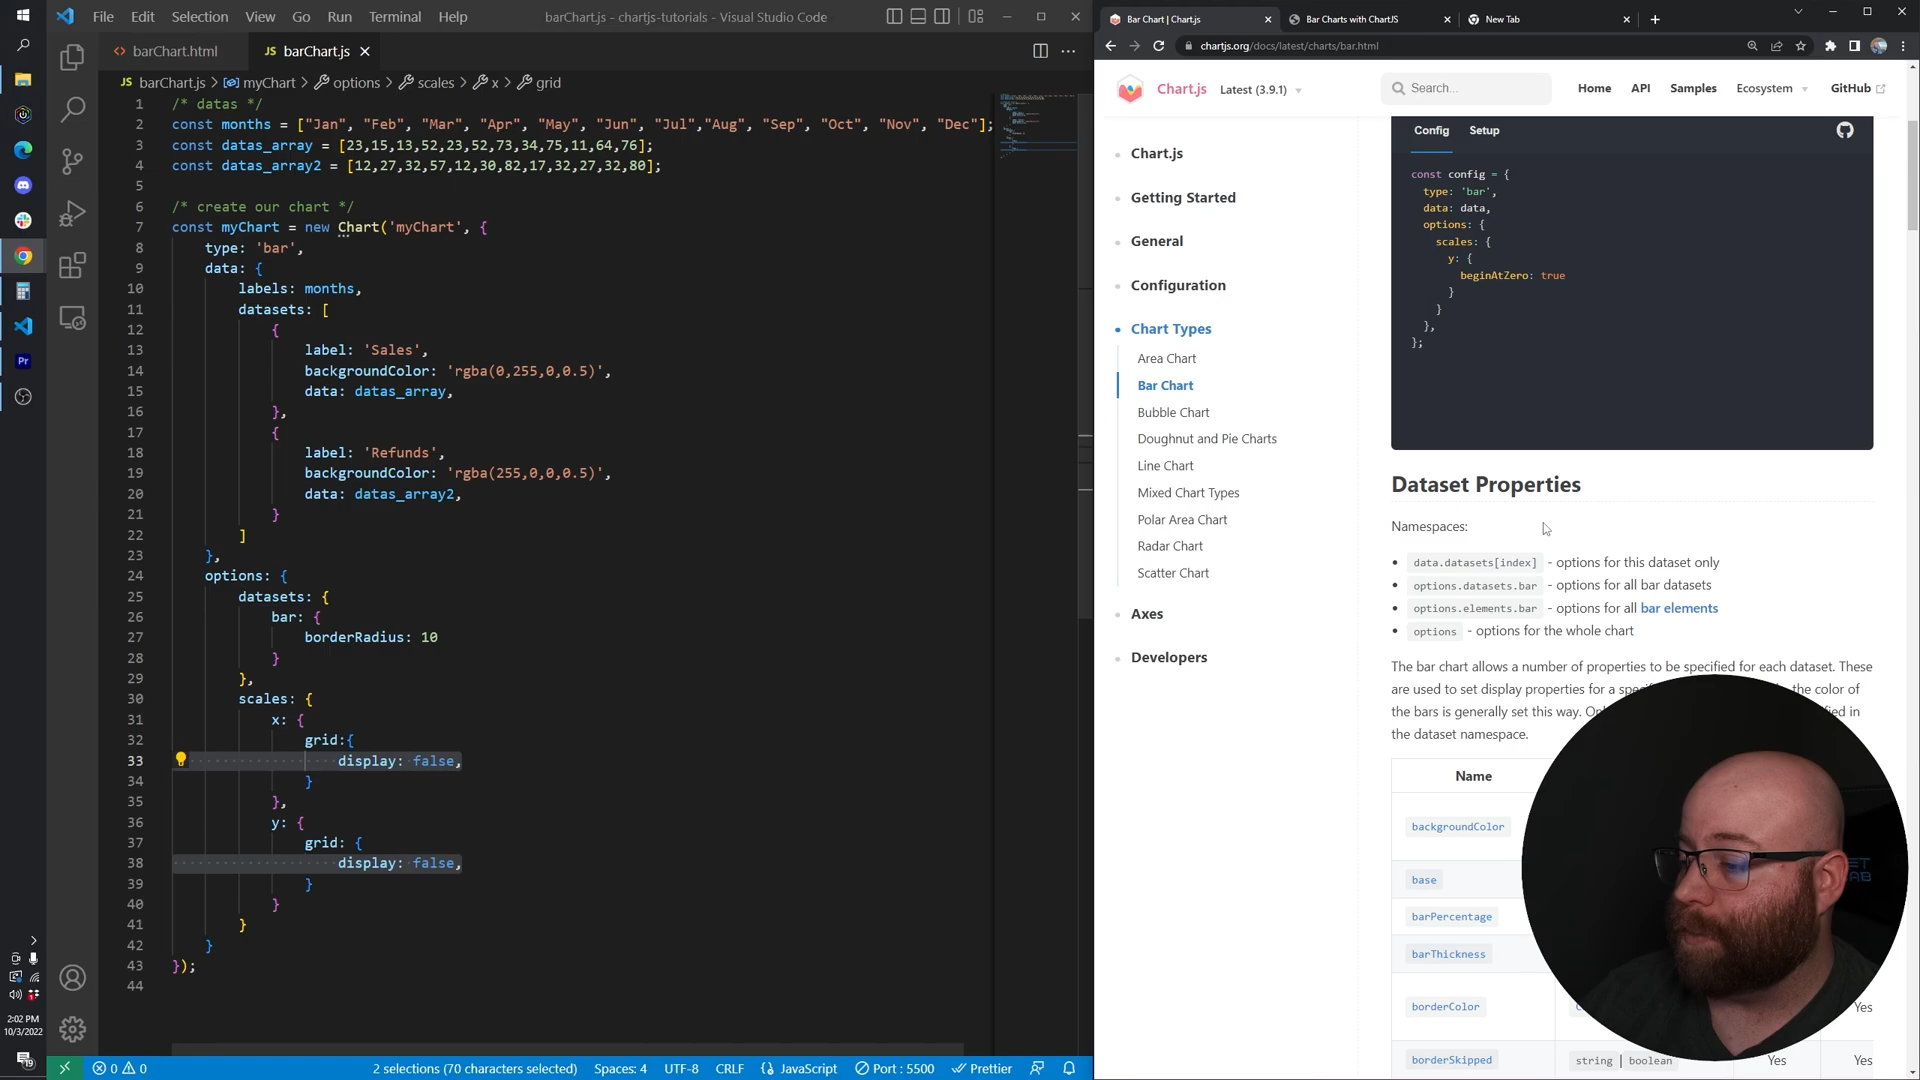 File Edit Selection View Go Run Terminal Help
barChart.js - chartjs-tutorials - Visual Studio Code
barChart.html
JS barChart.js
JS barChart.js > myChart > options > scales > x > grid
1 /* datas */
2 const months = ["Jan", "Feb", "Mar", "Apr", "May", "Jun", "Jul","Aug", "Sep", "Oct", "Nov", "Dec"];
3 const datas_array = [23,15,13,52,23,52,73,34,75,11,64,76];
4 const datas_array2 = [12,27,32,57,12,30,82,17,32,27,32,80];
5
6 /* create our chart */
7 const myChart = new Chart('myChart', {
8 type: 'bar',
9 data: {
10 labels: months,
11 datasets: [
12 {
13 label: 'Sales',
14 backgroundColor: 'rgba(0,255,0,0.5)',
15 data: datas_array,
16 },
17 {
18 label: 'Refunds',
19 backgroundColor: 'rgba(255,0,0,0.5)',
20 data: datas_array2,
21 }
22 ]
23 },
24 options: {
25 datasets: {
26 bar: {
27 borderRadius: 10
28 }
29 },
30 scales: {
31 x: {
32 grid:{
33 display: false,
34 }
35 },
36 y: {
37 grid: {
38 display: false,
39 }
40 }
41 }
42 }
43 });
44
Pr
2:02 PM
10/3/2022
19
0 0
2 selections (70 characters selected) Spaces: 4 UTF-8 CRLF {} JavaScript Port : 5500 Prettier
Bar Chart | Chart.js
Bar Charts with ChartJS
New Tab
chartjs.org/docs/latest/charts/bar.html
Chart.js Latest (3.9.1)
Search...
Home API Samples Ecosystem GitHub
Chart.js
Getting Started
General
Configuration
Chart Types
Area Chart
Bar Chart
Bubble Chart
Doughnut and Pie Charts
Line Chart
Mixed Chart Types
Polar Area Chart
Radar Chart
Scatter Chart
Axes
Developers
Config Setup
const config = {
type: 'bar',
data: data,
options: {
scales: {
y: {
beginAtZero: true
}
}
},
};
Dataset Properties
Namespaces:
data.datasets[index] - options for this dataset only
options.datasets.bar - options for all bar datasets
options.elements.bar - options for all bar elements
options - options for the whole chart
The bar chart allows a number of properties to be specified for each dataset. These
are used to set display properties for a the color of
the bars is generally set this way. in
the dataset namespace.
Name
backgroundColor
base
barPercentage
barThickness
borderColor Yes
borderSkipped string | boolean Yes Yes